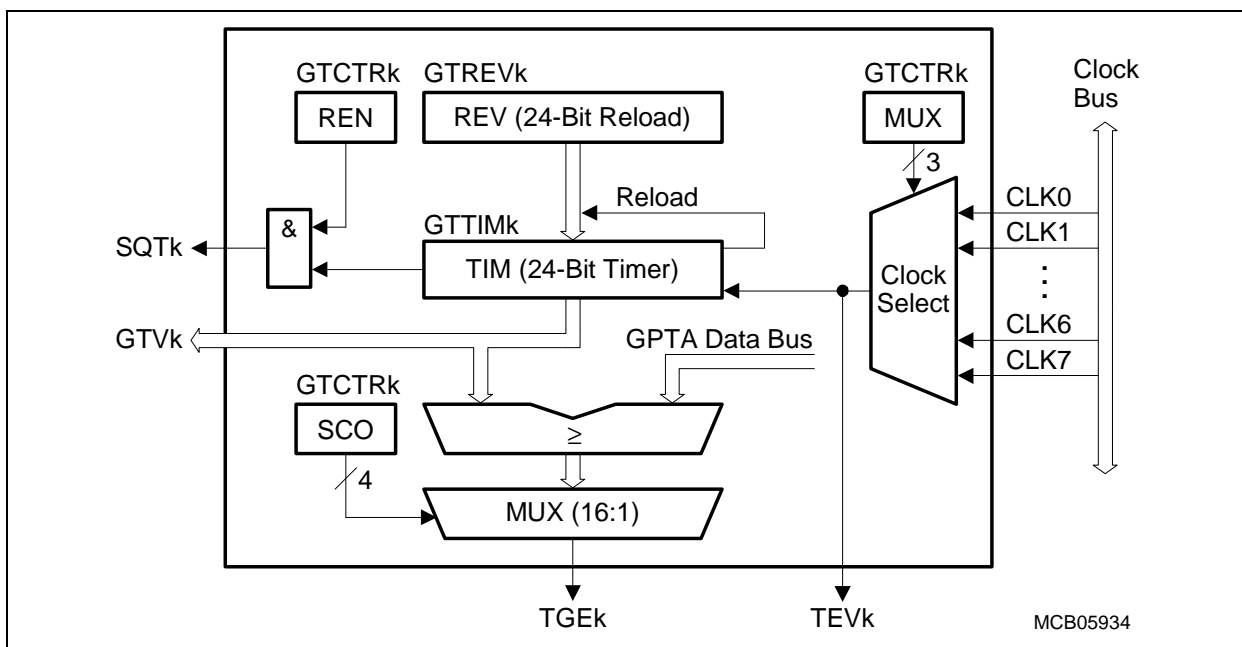 GTCTRk GTREVk GTCTRk Clock Bus
REN REV (24-Bit Reload) MUX
3
Reload
CLK0
& GTTIMk
CLK1
SQTk TIM (24-Bit Timer) Clock Select ⋮
GTVk GPTA Data Bus CLK6
CLK7
GTCTRk
SCO ≥
4
MUX (16:1)
TGEk TEVk MCB05934